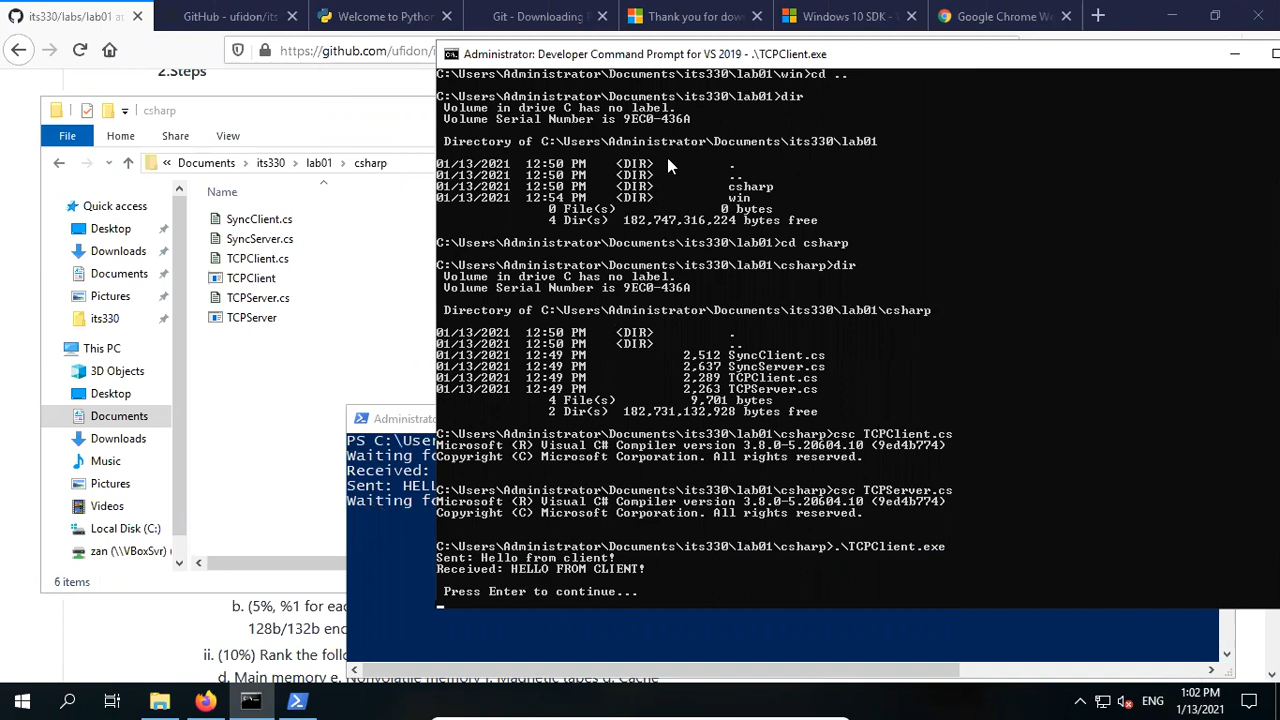 its330/labs/lab01 at
GitHub - ufidon/its
Welcome to Python
Git - Downloading P
Thank you for dow
Windows 10 SDK -
Google Chrome We
https://github.com/ufidon/
2.Steps
Administrator: Developer Command Prompt for VS 2019 - .\TCPClient.exe
csharp
File
Home
Share
View
Documents
its330
lab01
csharp
Name
Quick access
Desktop
Downloads
Documents
Pictures
its330
This PC
3D Objects
Desktop
Documents
Downloads
Music
Pictures
Videos
Local Disk (C:)
zan (\\VBoxSvr)
SyncClient.cs
SyncServer.cs
TCPClient.cs
TCPClient
TCPServer.cs
TCPServer
6 items
C:\Users\Administrator\Documents\its330\lab01\win>cd ..
C:\Users\Administrator\Documents\its330\lab01>dir
Volume in drive C has no label.
Volume Serial Number is 9EC0-436A
Directory of C:\Users\Administrator\Documents\its330\lab01
01/13/2021  12:50 PM    <DIR>          .
01/13/2021  12:50 PM    <DIR>          ..
01/13/2021  12:50 PM    <DIR>          csharp
01/13/2021  12:54 PM    <DIR>          win
0 File(s)              0 bytes
4 Dir(s)  182,747,316,224 bytes free
C:\Users\Administrator\Documents\its330\lab01>cd csharp
C:\Users\Administrator\Documents\its330\lab01\csharp>dir
Volume in drive C has no label.
Volume Serial Number is 9EC0-436A
Directory of C:\Users\Administrator\Documents\its330\lab01\csharp
01/13/2021  12:50 PM    <DIR>          .
01/13/2021  12:50 PM    <DIR>          ..
01/13/2021  12:49 PM             2,512 SyncClient.cs
01/13/2021  12:49 PM             2,637 SyncServer.cs
01/13/2021  12:49 PM             2,289 TCPClient.cs
01/13/2021  12:49 PM             2,263 TCPServer.cs
4 File(s)          9,701 bytes
2 Dir(s)  182,731,132,928 bytes free
C:\Users\Administrator\Documents\its330\lab01\csharp>csc TCPClient.cs
Microsoft (R) Visual C# Compiler version 3.8.0-5.20604.10 (9ed4b774)
Copyright (C) Microsoft Corporation. All rights reserved.
C:\Users\Administrator\Documents\its330\lab01\csharp>csc TCPServer.cs
Microsoft (R) Visual C# Compiler version 3.8.0-5.20604.10 (9ed4b774)
Copyright (C) Microsoft Corporation. All rights reserved.
C:\Users\Administrator\Documents\its330\lab01\csharp>.\TCPClient.exe
Sent: Hello from client!
Received: HELLO FROM CLIENT!
Press Enter to continue...
Administrato
PS C:\User
Waiting fo
Received:
Sent: HELL
Waiting fo
b. (5%, %1 for eac
128b/132b enc
ii. (10%) Rank the follo
d. Main memory e. Nonvolatile memory f. Magnetic tapes g. Cache
ENG
1:02 PM
1/13/2021